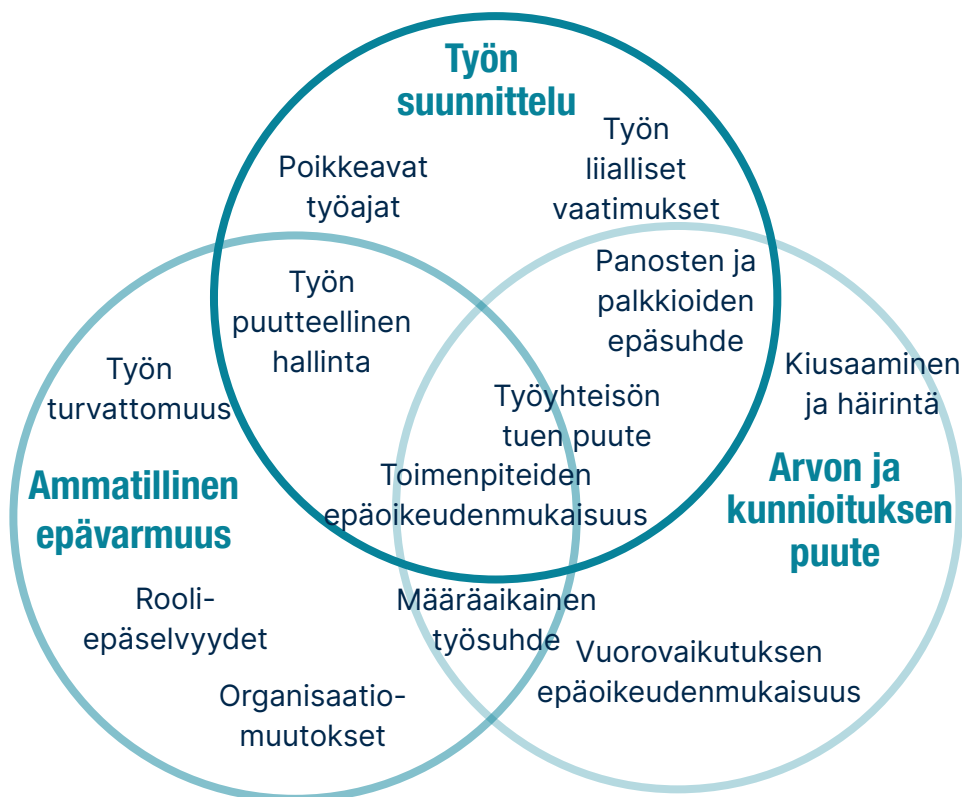 Työn
suunnittelu
Poikkeavat
työajat
Työn
liialliset
vaatimukset
Työn
puutteellinen
hallinta
Panosten ja
palkkioiden
epäsuhde
Työn
turvattomuus
Kiusaaminen
ja häirintä
Työyhteisön
tuen puute
Toimenpiteiden
epäoikeudenmukaisuus
Ammatillinen
epävarmuus
Arvon ja
kunnioituksen
puute
Rooli-
epäselvyydet
Määräaikainen
työsuhde
Vuorovaikutuksen
epäoikeudenmukaisuus
Organisaatio-
muutokset